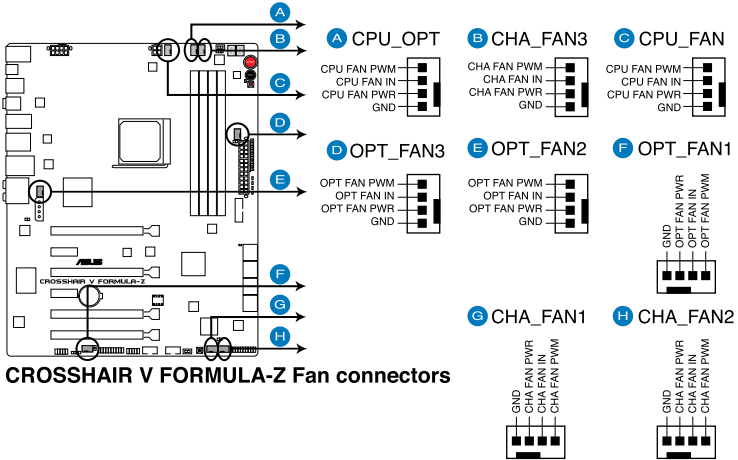 A
B
C
D
E
F
G
H
ASUS
CROSSHAIR V FORMULA-Z
CROSSHAIR V FORMULA-Z Fan connectors
A CPU_OPT
CPU FAN PWM
CPU FAN IN
CPU FAN PWR
GND
B CHA_FAN3
CHA FAN PWM
CHA FAN IN
CHA FAN PWR
GND
C CPU_FAN
CPU FAN PWM
CPU FAN IN
CPU FAN PWR
GND
D OPT_FAN3
OPT FAN PWM
OPT FAN IN
OPT FAN PWR
GND
E OPT_FAN2
OPT FAN PWM
OPT FAN IN
OPT FAN PWR
GND
F OPT_FAN1
GND
OPT FAN PWR
OPT FAN IN
OPT FAN PWM
G CHA_FAN1
GND
CHA FAN PWR
CHA FAN IN
CHA FAN PWM
H CHA_FAN2
GND
CHA FAN PWR
CHA FAN IN
CHA FAN PWM